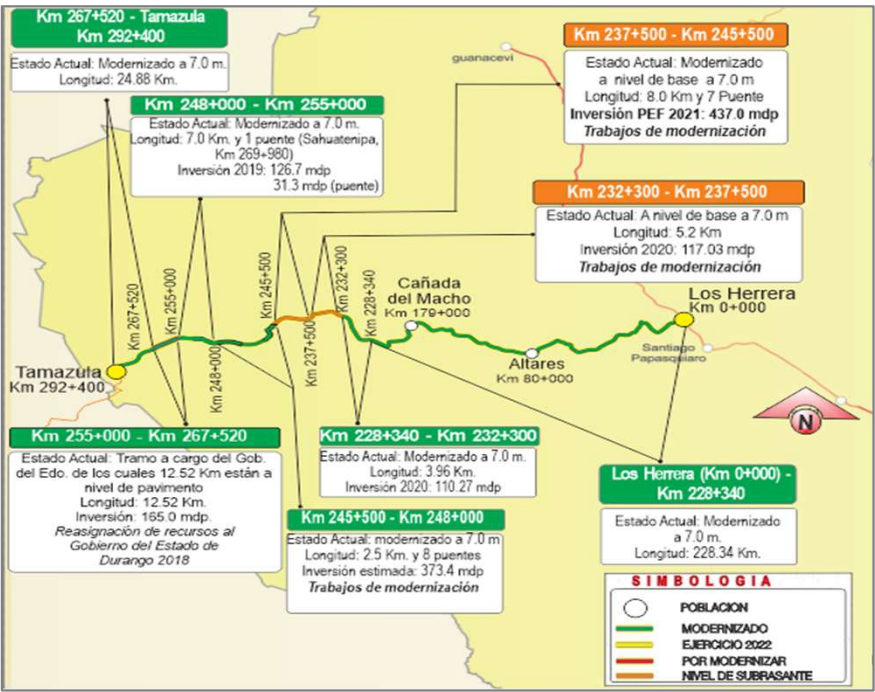 Km 267+520 - Tamazula
Km 292+400
Estado Actual: Modernizado a 7.0 m.
Longitud: 24.88 Km.
Km 248+000 - Km 255+000
Estado Actual: Modernizado a 7.0 m.
Longitud: 7.0 Km. y 1 puente (Sahuatenipa,
Km 269+980)
Inversión 2019: 126.7 mdp
31.3 mdp (puente)
guanacevi
Km 237+500 - Km 245+500
Estado Actual: Modernizado
a nivel de base a 7.0 m
Longitud: 8.0 Km y 7 Puente
Inversión PEF 2021: 437.0 mdp
Trabajos de modernización
Km 232+300 - Km 237+500
Estado Actual: A nivel de base a 7.0 m
Longitud: 5.2 Km
Inversión 2020: 117.03 mdp
Trabajos de modernización
Km 267+520
Km 255+000
Km 248+000
Km 245+500
Km 237+500
Km 232+300
Km 228+340
Cañada
del Macho
Km 179+000
Los Herrera
Km 0+000
Santiago
Papasquiaro
Altares
Km 80+000
Tamazula
Km 292+400
N
Km 255+000 - Km 267+520
Estado Actual: Tramo a cargo del Gob.
del Edo. de los cuales 12.52 Km están a
nivel de pavimento
Longitud: 12.52 Km.
Inversión: 165.0 mdp.
Reasignación de recursos al
Gobierno del Estado de
Durango 2018
Km 228+340 - Km 232+300
Estado Actual: Modernizado a 7.0 m.
Longitud: 3.96 Km.
Inversión 2020: 110.27 mdp
Km 245+500 - Km 248+000
Estado Actual: modernizado a 7.0 m
Longitud: 2.5 Km. y 8 puentes
Inversión estimada: 373.4 mdp
Trabajos de modernización
Los Herrera (Km 0+000) -
Km 228+340
Estado Actual: Modernizado
a 7.0 m.
Longitud: 228.34 Km.
SIMBOLOGIA
POBLACION
MODERNIZADO
EJERCICIO 2022
POR MODERNIZAR
NIVEL DE SUBRASANTE